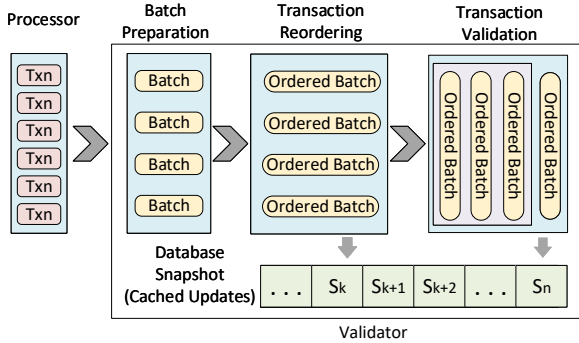 Processor
Batch
Preparation
Transaction
Reordering
Transaction
Validation
Txn
Txn
Txn
Txn
Txn
Txn
Batch
Batch
Batch
Batch
Ordered Batch
Ordered Batch
Ordered Batch
Ordered Batch
Ordered Batch
Ordered Batch
Ordered Batch
Ordered Batch
Database
Snapshot
(Cached Updates)
. . . Sk Sk+1 Sk+2 . . . Sn
Validator